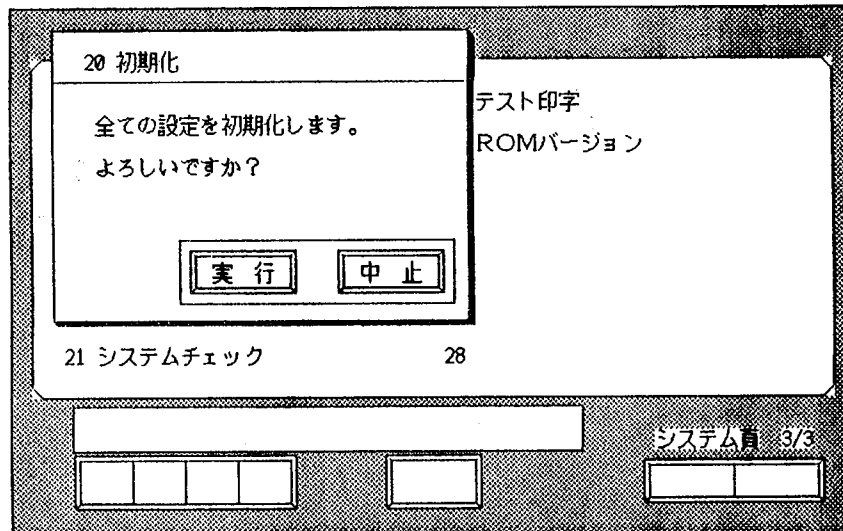 20 初期化
全ての設定を初期化します。
よろしいですか?
実 行
中 止
テスト印字
ROMバージョン
21 システムチェック
28
システム頁 3/3